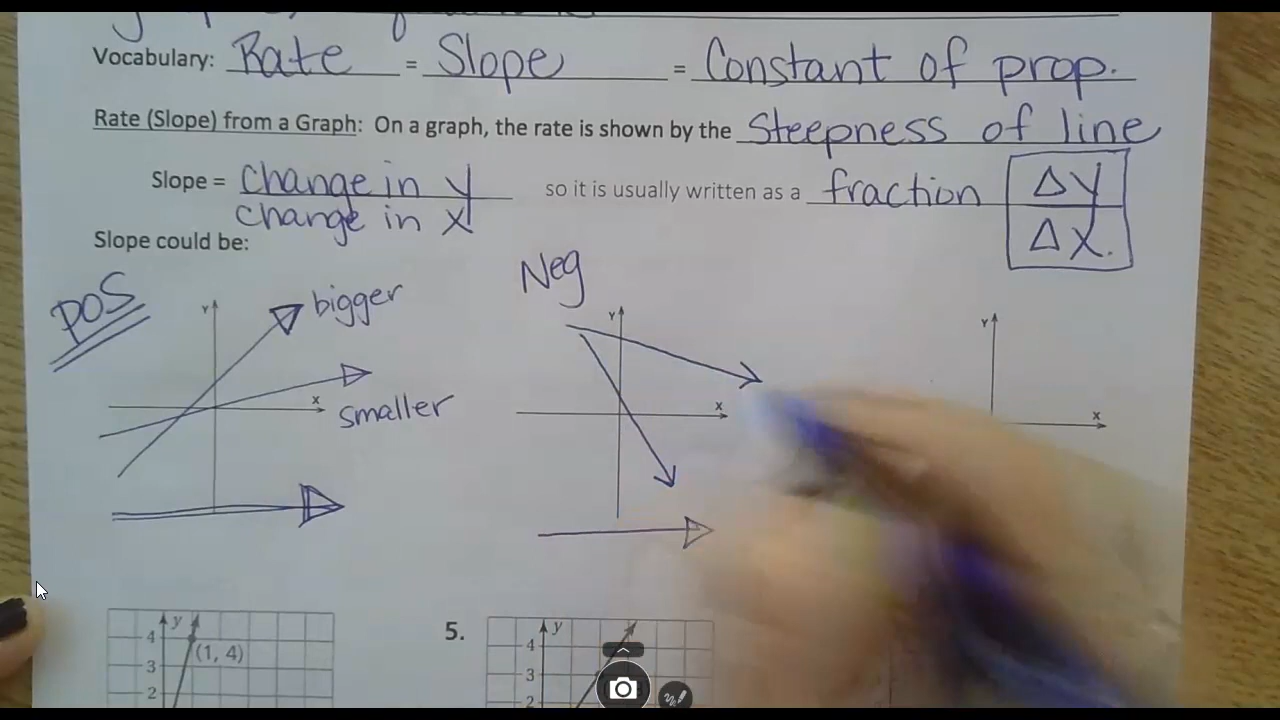 Vocabulary: Rate = Slope = Constant of prop.
Rate (Slope) from a Graph: On a graph, the rate is shown by the Steepness of line
Slope = change in y so it is usually written as a fraction Δy
change in x Δx.
Slope could be:
POS
Neg
Y bigger
Y
Y
X smaller
X
X
y
4
(1, 4)
3
2
5.
y
4
3
2